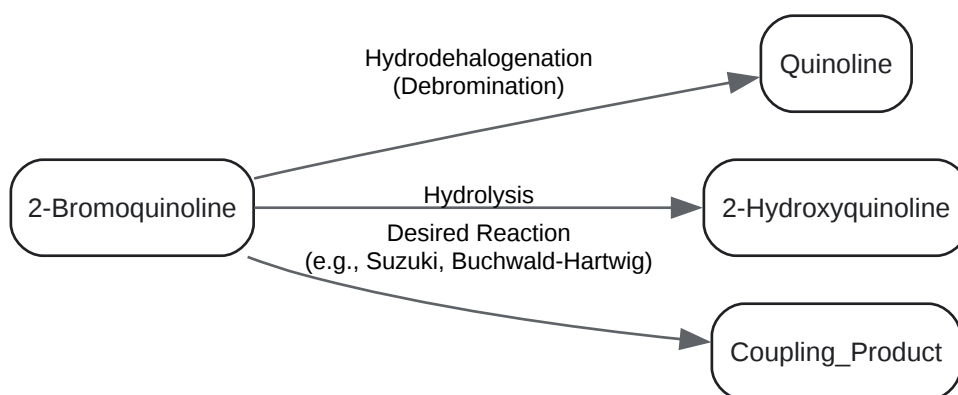 Hydrodehalogenation
(Debromination)
Quinoline
2-Bromoquinoline
Hydrolysis
2-Hydroxyquinoline
Desired Reaction
(e.g., Suzuki, Buchwald-Hartwig)
Coupling_Product